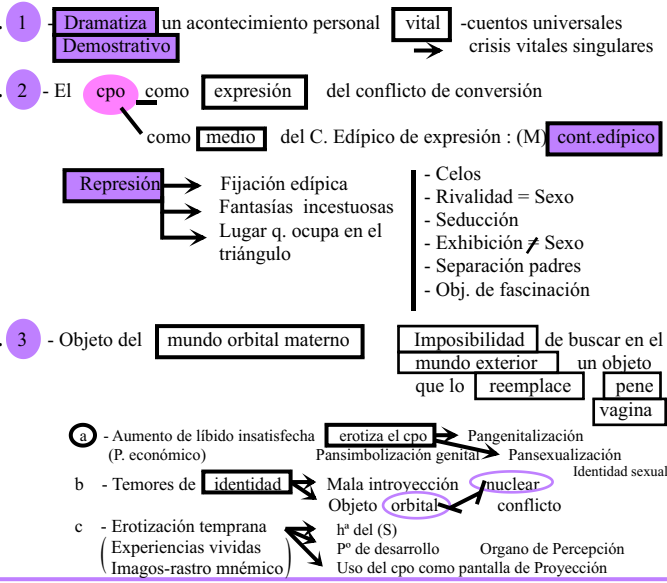 . 1 - Dramatiza un acontecimiento personal vital -cuentos universales
Demostrativo crisis vitales singulares
. 2 - El cpo como expresión del conflicto de conversión
como medio del C. Edípico de expresión : (M) cont.edípico
Represión
Fijación edípica
Fantasías incestuosas
Lugar q. ocupa en el
triángulo
- Celos
- Rivalidad = Sexo
- Seducción
- Exhibición ≠ Sexo
- Separación padres
- Obj. de fascinación
. 3 - Objeto del mundo orbital materno
Imposibilidad de buscar en el
mundo exterior un objeto
que lo reemplace pene
vagina
a - Aumento de líbido insatisfecha erotiza el cpo Pangenitalización
(P. económico) Pansimbolización genital Pansexualización
Identidad sexual
b - Temores de identidad Mala introyección nuclear
Objeto orbital conflicto
c - Erotización temprana hª del (S)
(Experiencias vividas Pº de desarrollo Organo de Percepción
Imagos-rastro mnémico) Uso del cpo como pantalla de Proyección